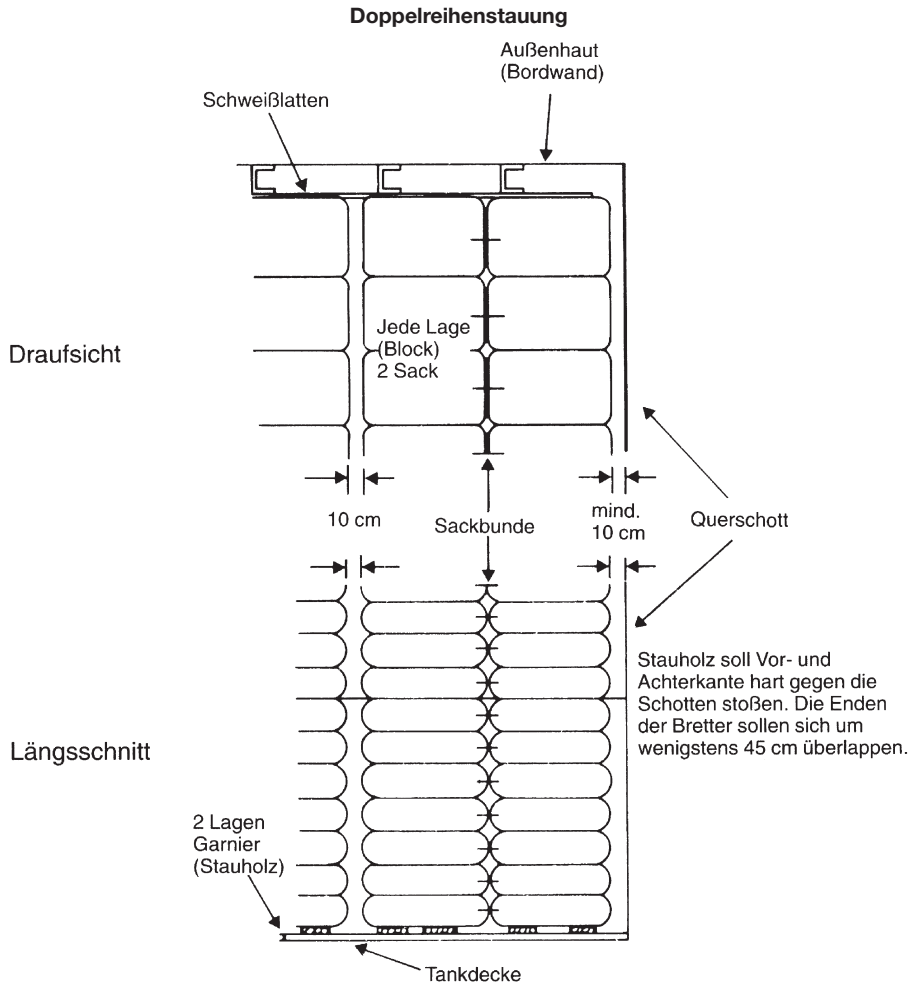 Doppelreihenstauung
Außenhaut
(Bordwand)
Schweißlatten
Draufsicht
Jede Lage
(Block)
2 Sack
10 cm
Sackbunde
mind.
10 cm
Querschott
Stauholz soll Vor- und
Achterkante hart gegen die
Schotten stoßen. Die Enden
der Bretter sollen sich um
wenigstens 45 cm überlappen.
Längsschnitt
2 Lagen
Garnier
(Stauholz)
Tankdecke